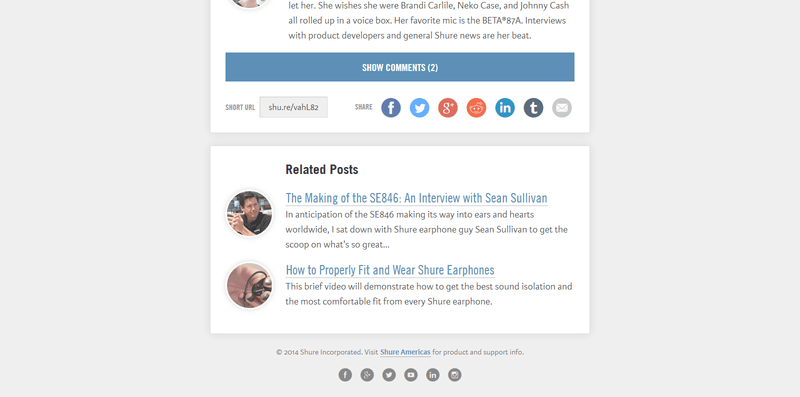 let her. She wishes she were Brandi Carlile, Neko Case, and Johnny Cash
all rolled up in a voice box. Her favorite mic is the BETA®87A. Interviews
with product developers and general Shure news are her beat.
SHOW COMMENTS (2)
SHORT URL shu.re/vahL82 SHARE
Related Posts
The Making of the SE846: An Interview with Sean Sullivan
In anticipation of the SE846 making its way into ears and hearts
worldwide, I sat down with Shure earphone guy Sean Sullivan to get the
scoop on what's so great...
How to Properly Fit and Wear Shure Earphones
This brief video will demonstrate how to get the best sound isolation and
the most comfortable fit from every Shure earphone.
© 2014 Shure Incorporated. Visit Shure Americas for product and support info.